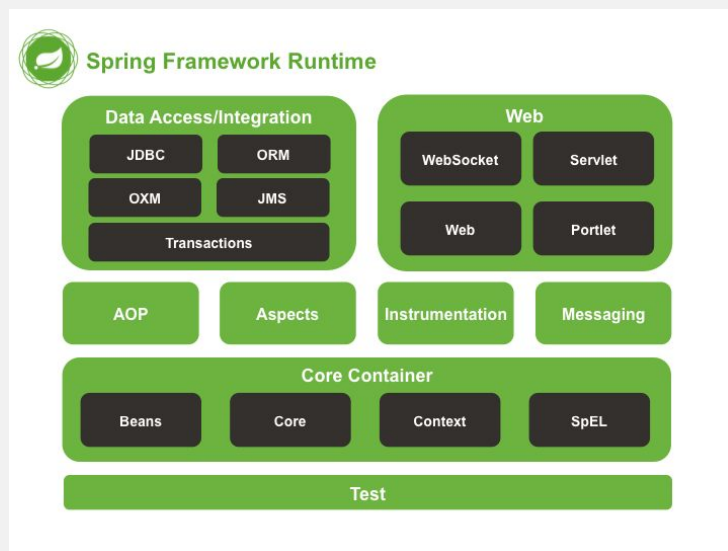 Spring Framework Runtime
Data Access/Integration
JDBC
ORM
OXM
JMS
Transactions
Web
WebSocket
Servlet
Web
Portlet
AOP
Aspects
Instrumentation
Messaging
Core Container
Beans
Core
Context
SpEL
Test